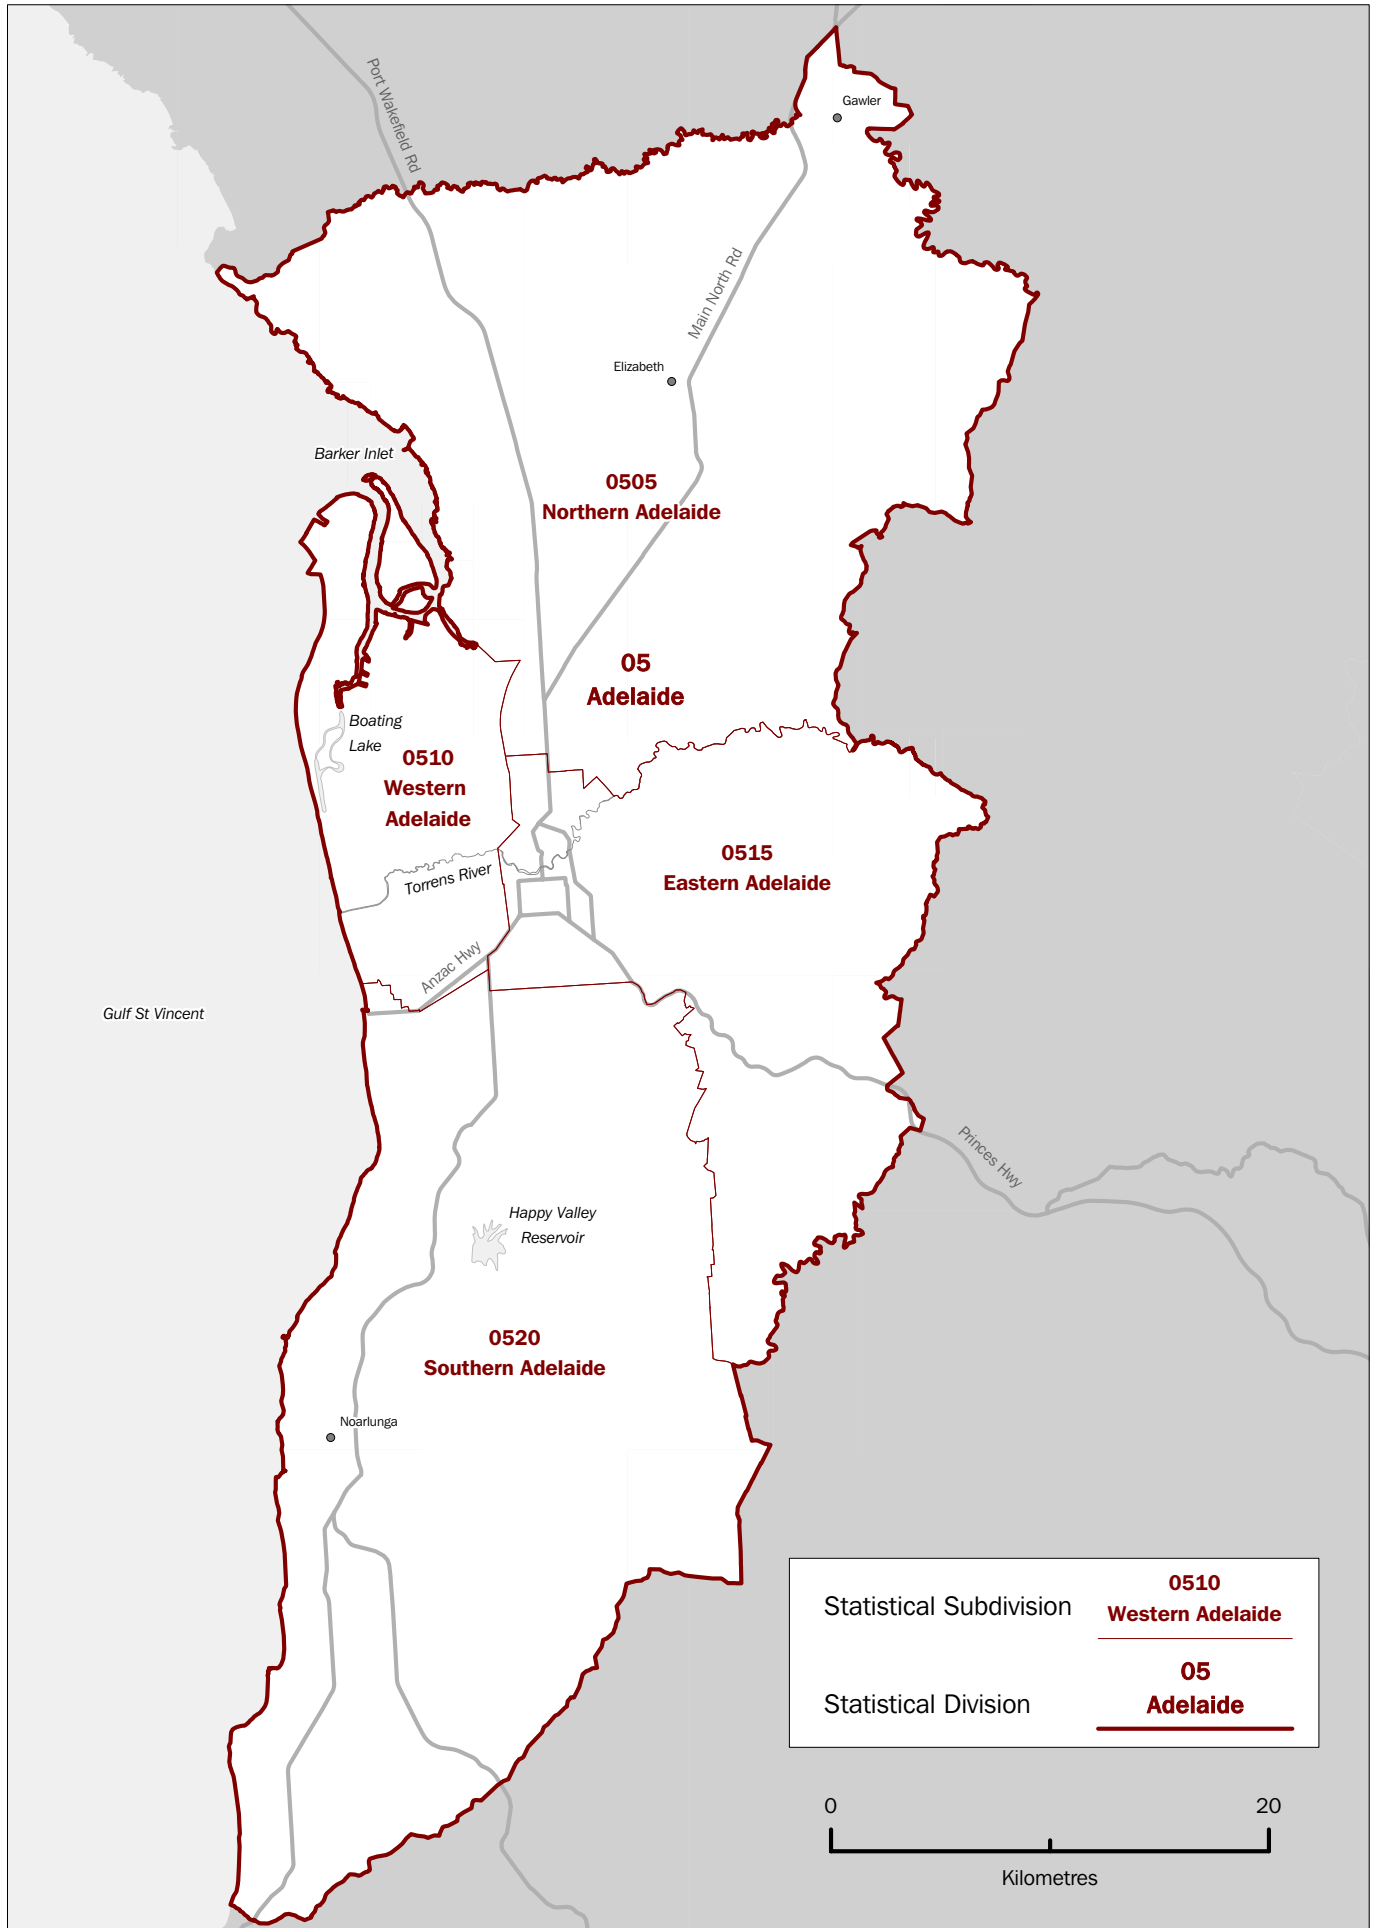 Gawler
Port Wakefield Rd
Main North Rd
Elizabeth
Barker Inlet
0505
Northern Adelaide
05
Adelaide
Boating
Lake
0510
Western
Adelaide
0515
Eastern Adelaide
Torrens River
Anzac Hwy
Gulf St Vincent
Princes Hwy
Happy Valley
Reservoir
0520
Southern Adelaide
Noarlunga
Statistical Subdivision
0510
Western Adelaide
Statistical Division
05
Adelaide
0 20
Kilometres